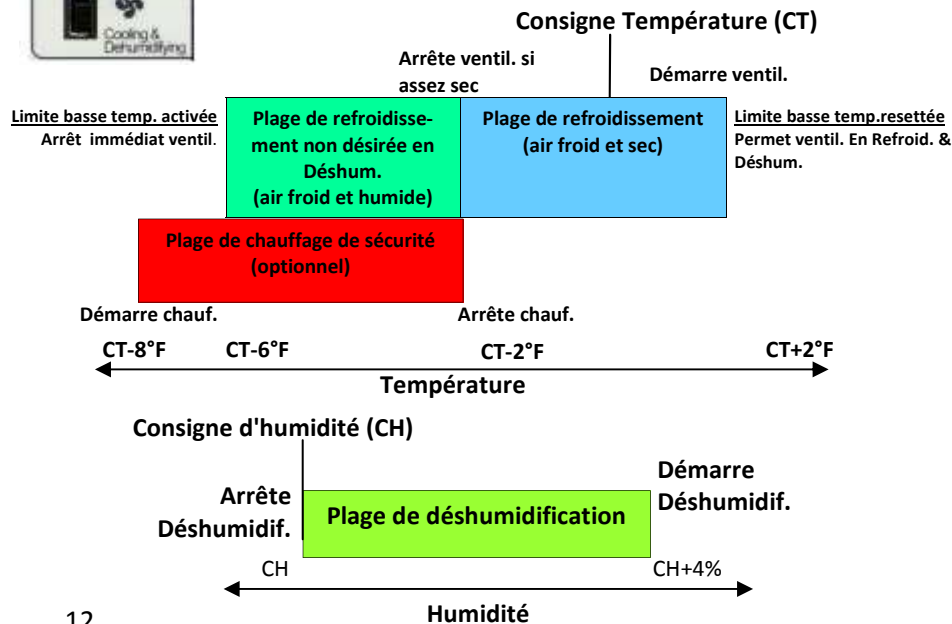 Cooling &
Dehumidifying
Consigne Température (CT)
Arrête ventil. si
assez sec
Démarre ventil.
Limite basse temp. activée
Arrêt immédiat ventil.
Plage de refroidisse-
ment non désirée en
Déshum.
(air froid et humide)
Plage de refroidissement
(air froid et sec)
Limite basse temp.resettée
Permet ventil. En Refroid. &
Déshum.
Plage de chauffage de sécurité
(optionnel)
Démarre chauf.
Arrête chauf.
CT-8°F CT-6°F CT-2°F CT+2°F
Température
Consigne d'humidité (CH)
Arrête
Déshumidif.
Plage de déshumidification
Démarre
Déshumidif.
CH CH+4%
Humidité
12